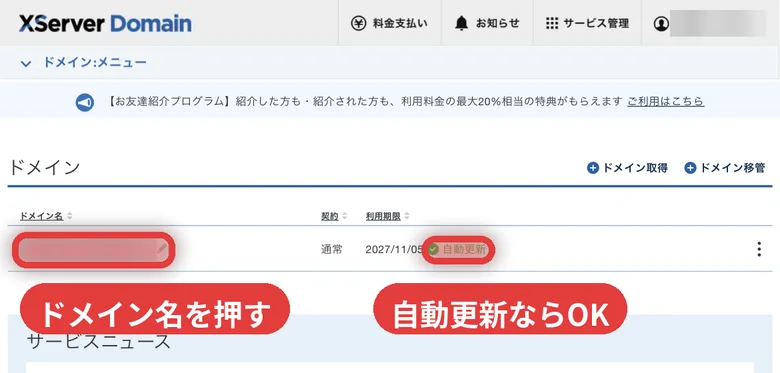 XServer Domain
料金支払い
お知らせ
サービス管理
ドメイン:メニュー
【お友達紹介プログラム】紹介した方も・紹介された方も、利用料金の最大20%相当の特典がもらえます ご利用はこちら
ドメイン
ドメイン取得
ドメイン移管
ドメイン名 契約 利用期限
通常 2027/11/05 自動更新
ドメイン名を押す
自動更新ならOK
サービスニュース